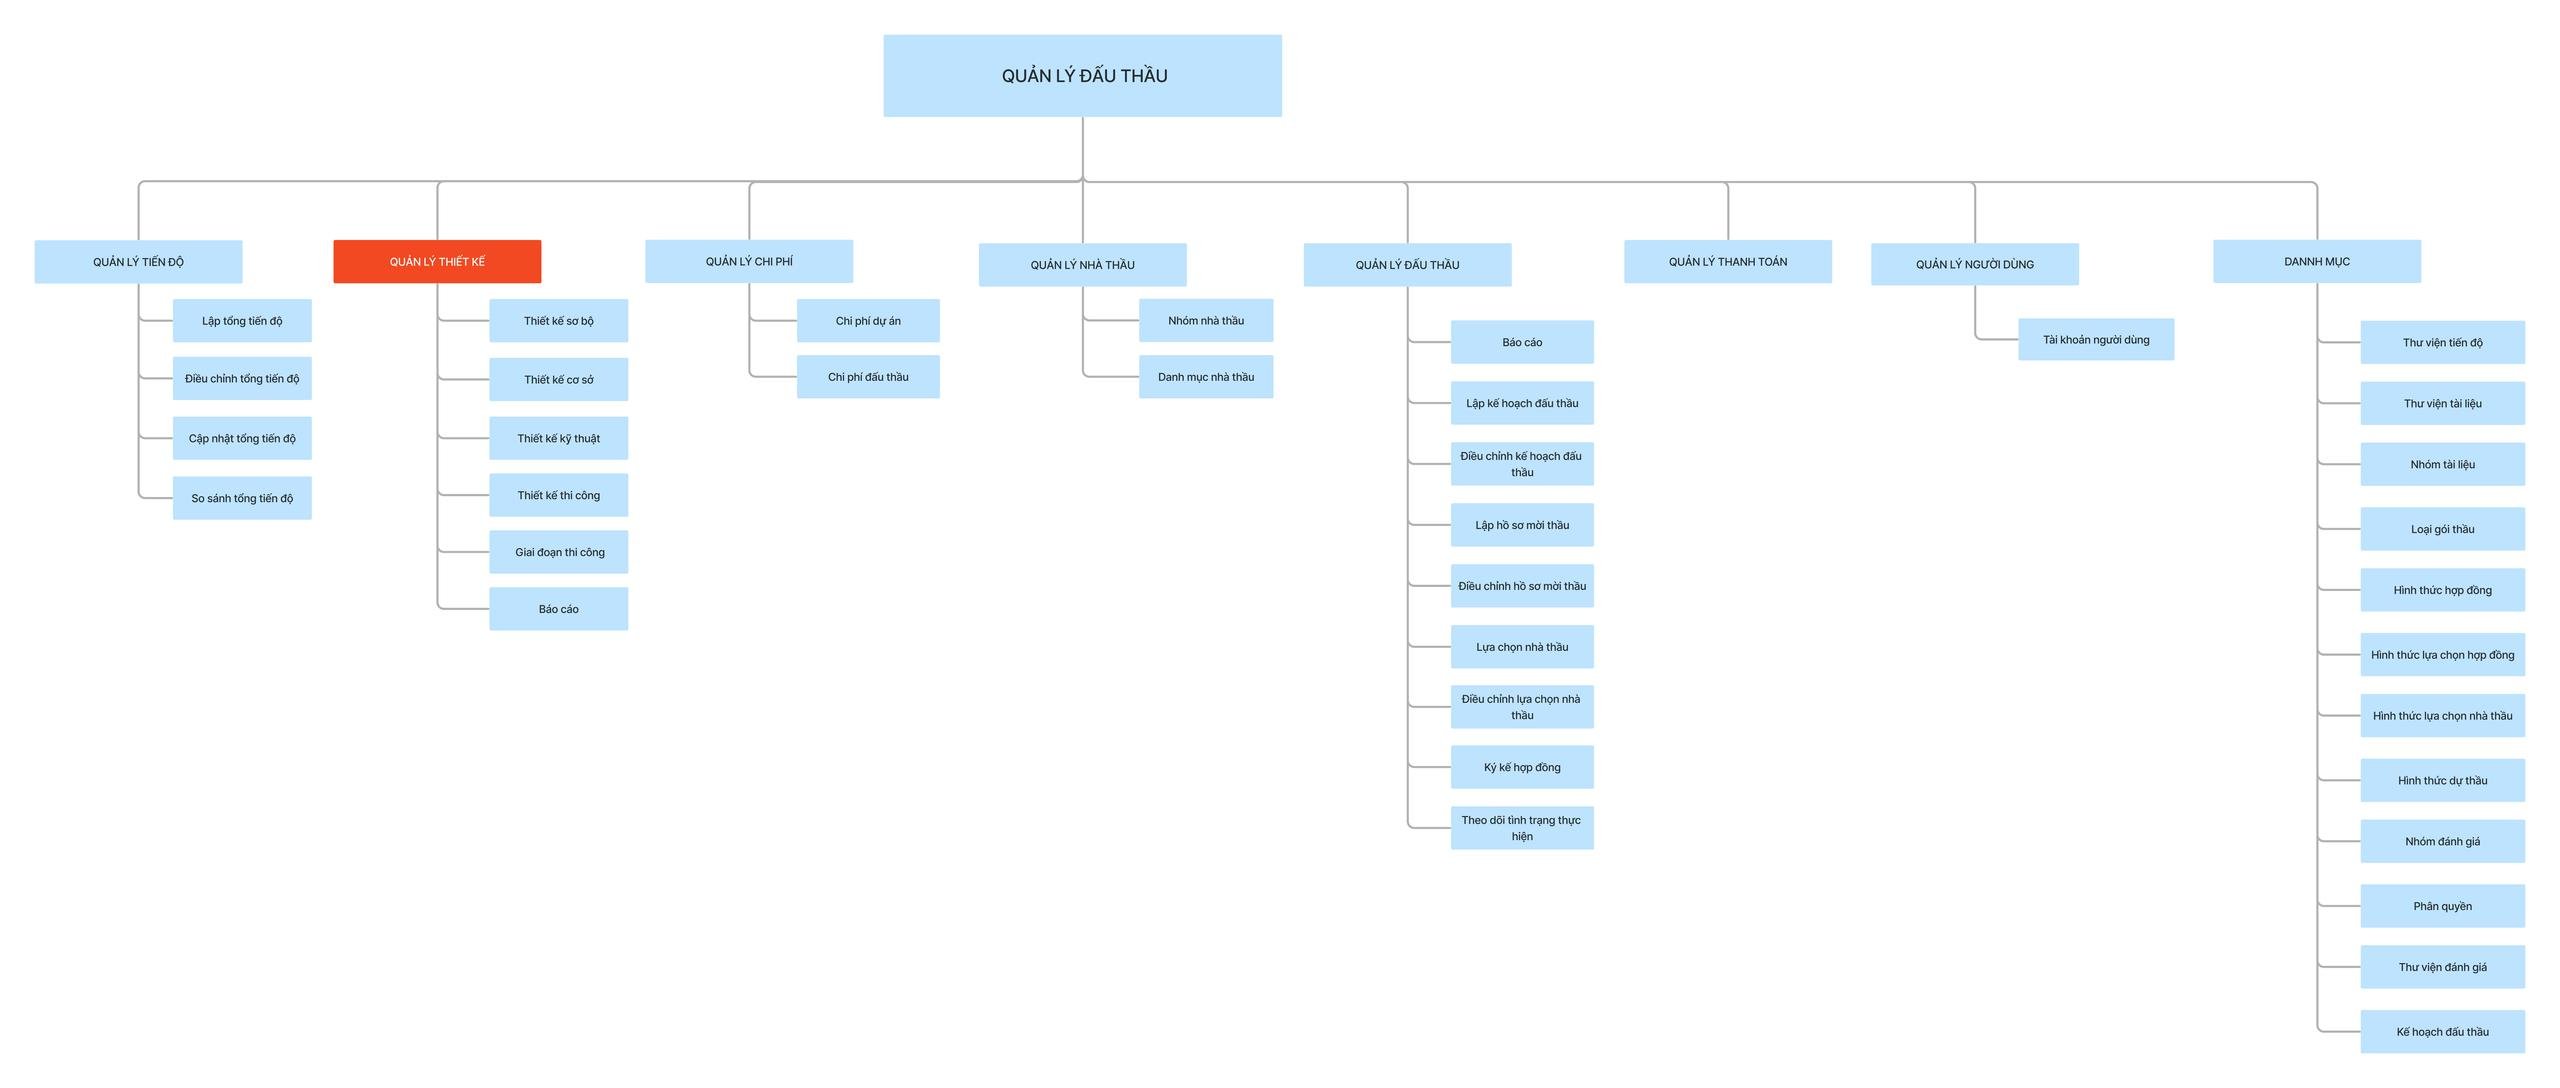 QUẢN LÝ ĐẤU THẦU
QUẢN LÝ TIẾN ĐỘ
Lập tổng tiến độ
Điều chỉnh tổng tiến độ
Cập nhật tổng tiến độ
So sánh tổng tiến độ
QUẢN LÝ THIẾT KẾ
Thiết kế sơ bộ
Thiết kế cơ sở
Thiết kế kỹ thuật
Thiết kế thi công
Giai đoạn thi công
Báo cáo
QUẢN LÝ CHI PHÍ
Chi phí dự án
Chi phí đấu thầu
QUẢN LÝ NHÀ THẦU
Nhóm nhà thầu
Danh mục nhà thầu
QUẢN LÝ ĐẤU THẦU
Báo cáo
Lập kế hoạch đấu thầu
Điều chỉnh kế hoạch đấu
thầu
Lập hồ sơ mời thầu
Điều chỉnh hồ sơ mời thầu
Lựa chọn nhà thầu
Điều chỉnh lựa chọn nhà
thầu
Ký kế hợp đồng
Theo dõi tình trạng thực
hiện
QUẢN LÝ THANH TOÁN
QUẢN LÝ NGƯỜI DÙNG
Tài khoản người dùng
DANNH MỤC
Thư viện tiến độ
Thư viện tài liệu
Nhóm tài liệu
Loại gói thầu
Hình thức hợp đồng
Hình thức lựa chọn hợp đồng
Hình thức lựa chọn nhà thầu
Hình thức dự thầu
Nhóm đánh giá
Phân quyền
Thư viện đánh giá
Kế hoạch đấu thầu